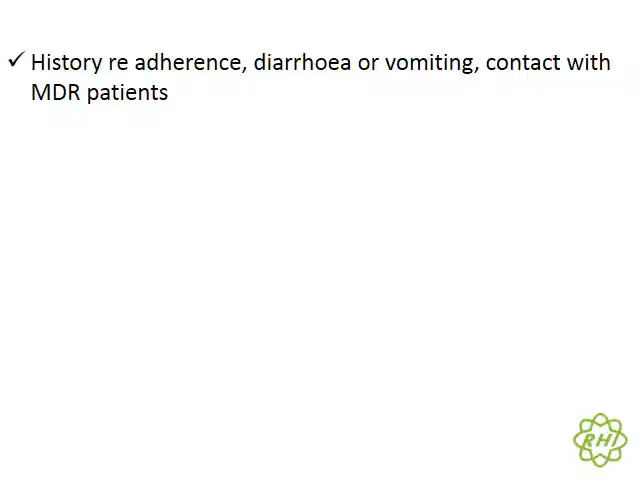 ✓ History re adherence, diarrhoea or vomiting, contact with
MDR patients
RHI